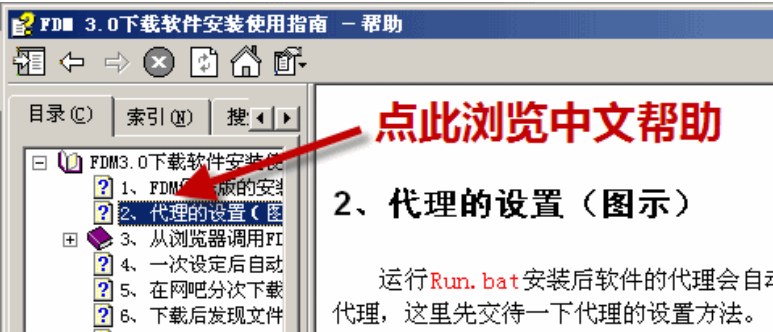 FDM 3.0下载软件安装使用指南 － 帮助
目录(C)
索引(N)
搜
点此浏览中文帮助
FDM3.0下载软件安装使
1、FDM 版的安
2、代理的设置(图
3、从浏览器调用F
4、一次设定后自动
5、在网吧分次下载
6、下载后发现文件
2、代理的设置（图示）
运行Run.bat安装后软件的代理会自动
代理，这里先交待一下代理的设置方法。